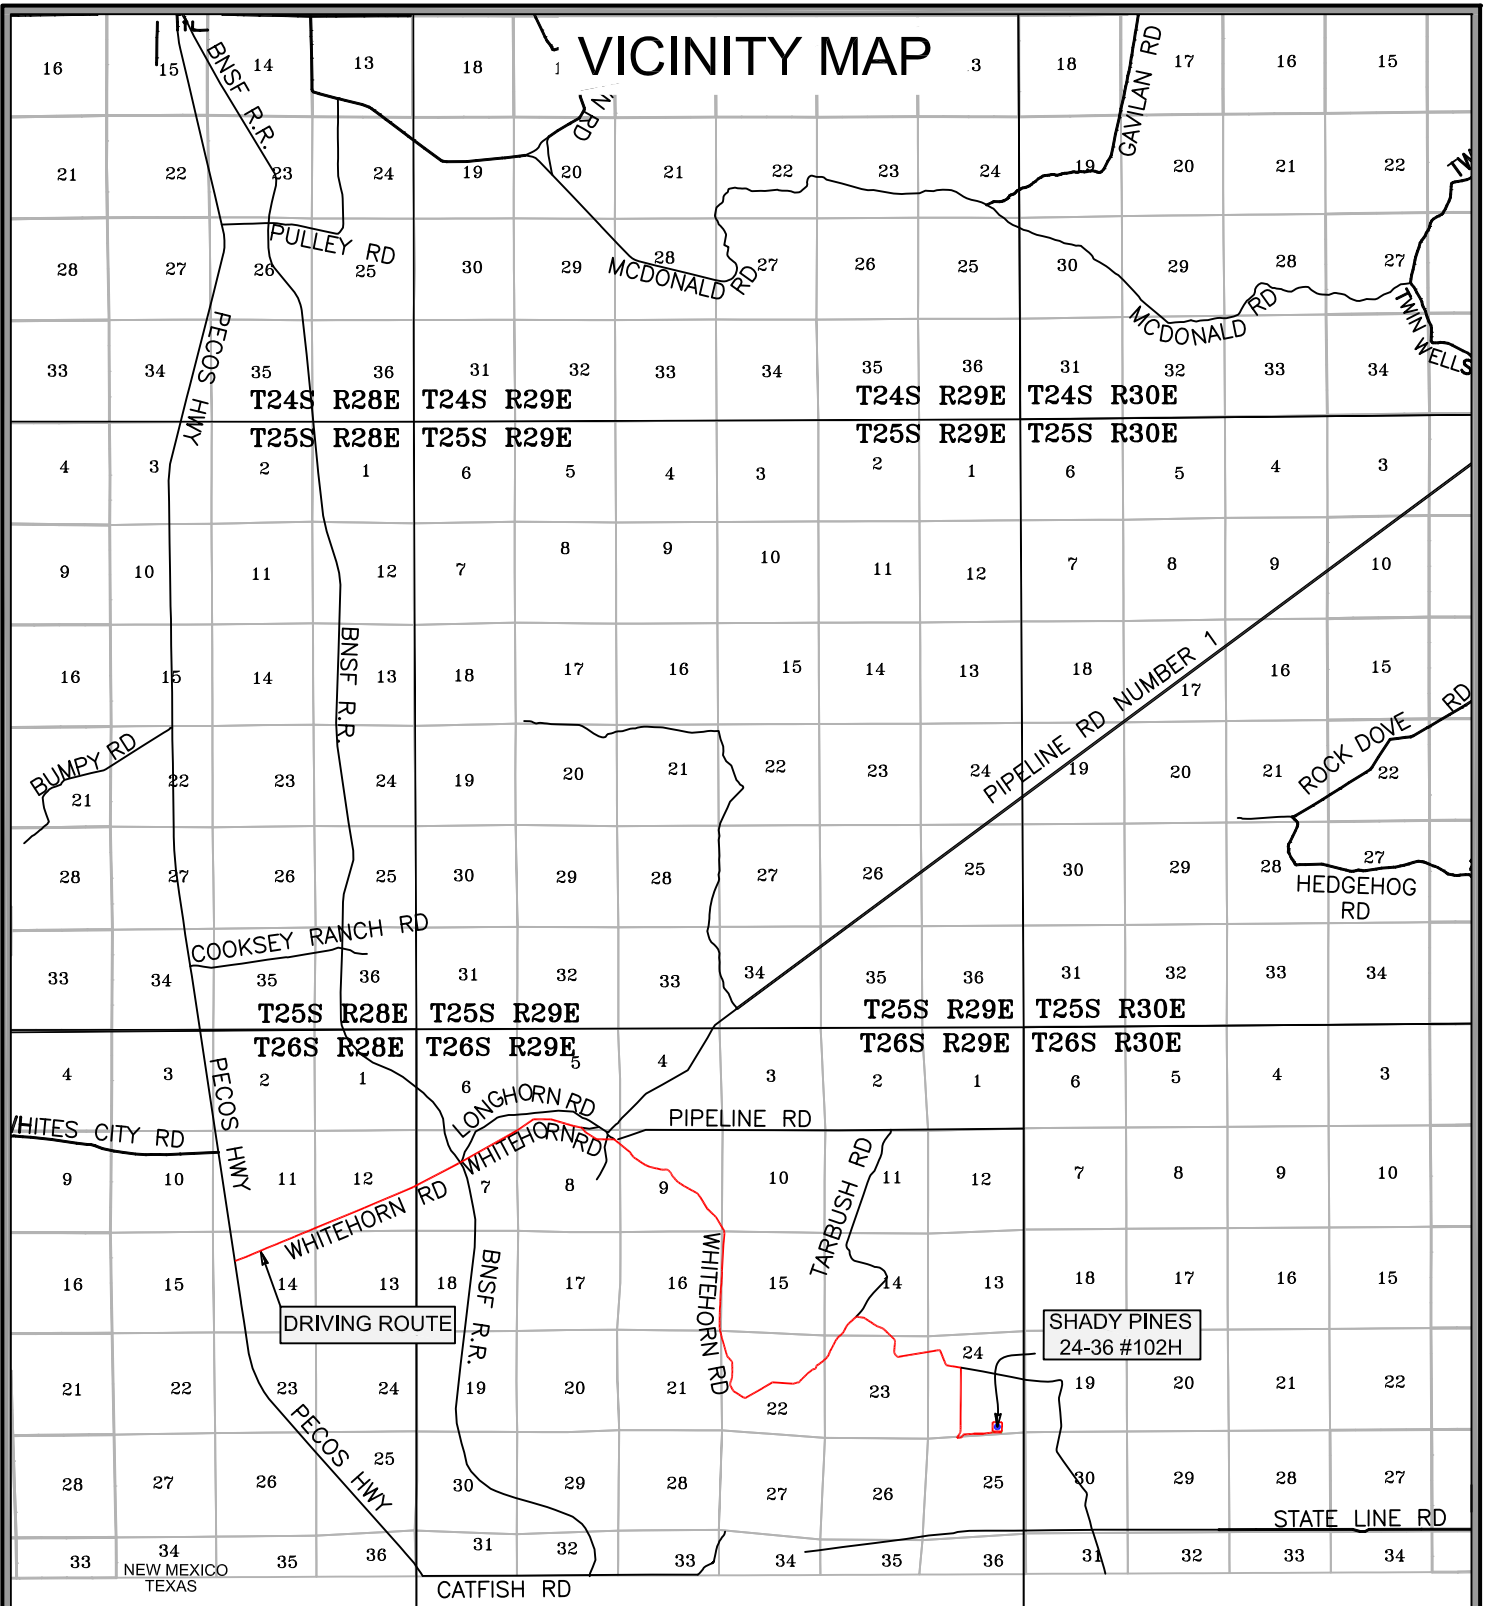 VICINITY MAP
16 15 14 13 18 3 18 17 16 15
BNSF R.R.
GAVILAN RD
RD
21 22 23 24 19 20 21 22 23 24 19 20 21 22
PULLEY RD
28 27 26 25 30 29 28 27 26 25 30 29 28 27
MCDONALD RD
MCDONALD RD
TWIN WELLS
PECOS HWY
33 34 35 36 31 32 33 34 35 36 31 32 33 34
T24S R28E T24S R29E T24S R29E T24S R30E
T25S R28E T25S R29E T25S R29E T25S R30E
4 3 2 1 6 5 4 3 2 1 6 5 4 3
9 10 11 12 7 8 9 10 11 12 7 8 9 10
BNSF R.R.
PIPELINE RD NUMBER 1
16 15 14 13 18 17 16 15 14 13 18 17 16 15
BUMPY RD
ROCK DOVE RD
21 22 23 24 19 20 21 22 23 24 19 20 21 22
28 27 26 25 30 29 28 27 26 25 30 29 28 27
HEDGEHOG
RD
COOKSEY RANCH RD
33 34 35 36 31 32 33 34 35 36 31 32 33 34
T25S R28E T25S R29E T25S R29E T25S R30E
T26S R28E T26S R29E T26S R29E T26S R30E
4 3 2 1 6 5 4 3 2 1 6 5 4 3
PECOS HWY
LONGHORN RD
PIPELINE RD
WHITES CITY RD
WHITEHORN RD
9 10 11 12 7 8 9 10 11 12 7 8 9 10
WHITEHORN RD
TARBUSH RD
WHITEHORN RD
BNSF R.R.
16 15 14 13 18 17 16 15 14 13 18 17 16 15
DRIVING ROUTE
SHADY PINES
24-36 #102H
21 22 23 24 19 20 21 22 23 24 19 20 21 22
PECOS HWY
28 27 26 25 30 29 28 27 26 25 30 29 28 27
STATE LINE RD
33 34 35 36 31 32 33 34 35 36 31 32 33 34
NEW MEXICO
TEXAS
CATFISH RD